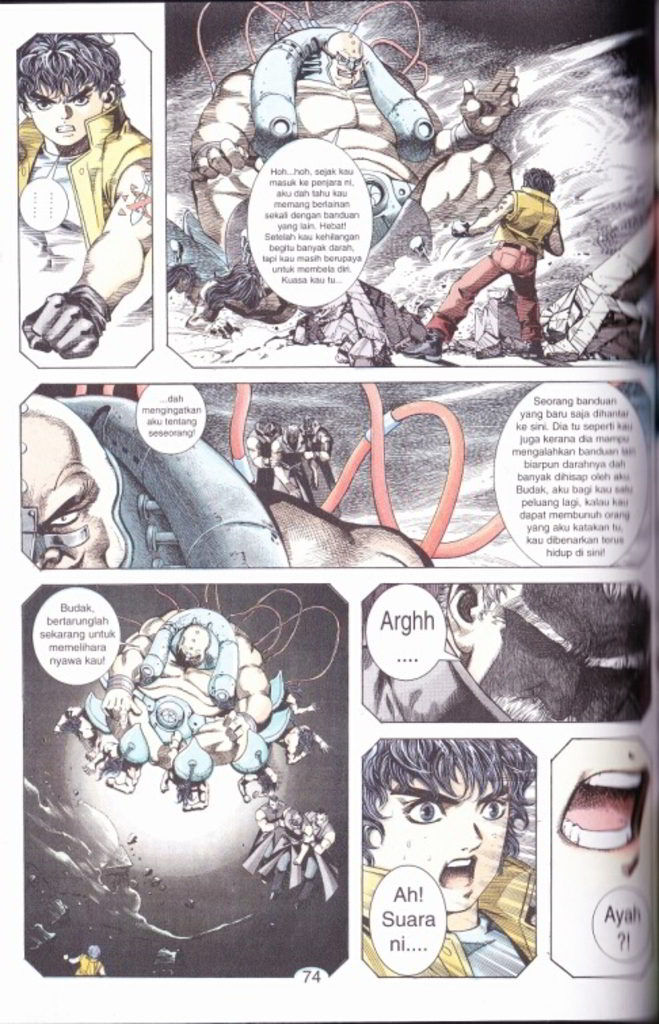 ......
Hoh...hoh, sejak kau
masuk ke penjara ni,
aku dah tahu kau
memang berlainan
sekali dengan banduan
yang lain. Hebat!
Setelah kau kehilangan
begitu banyak darah,
tapi kau masih berupaya
untuk membela diri.
Kuasa kau tu...
...dah
mengingatkan
aku tentang
seseorang!
Seorang banduan
yang baru saja dihantar
ke sini. Dia tu seperti kau
juga kerana dia mampu
mengalahkan banduan lain
biarpun darahnya dah
banyak dihisap oleh aku.
Budak, aku bagi kau satu
peluang lagi, kalau kau
dapat membunuh orang
yang aku katakan tu,
kau dibenarkan terus
hidup di sini!
Budak,
bertarunglah
sekarang untuk
memelihara
nyawa kau!
Arghh
....
Ah!
Suara
ni....
Ayah
?!
74